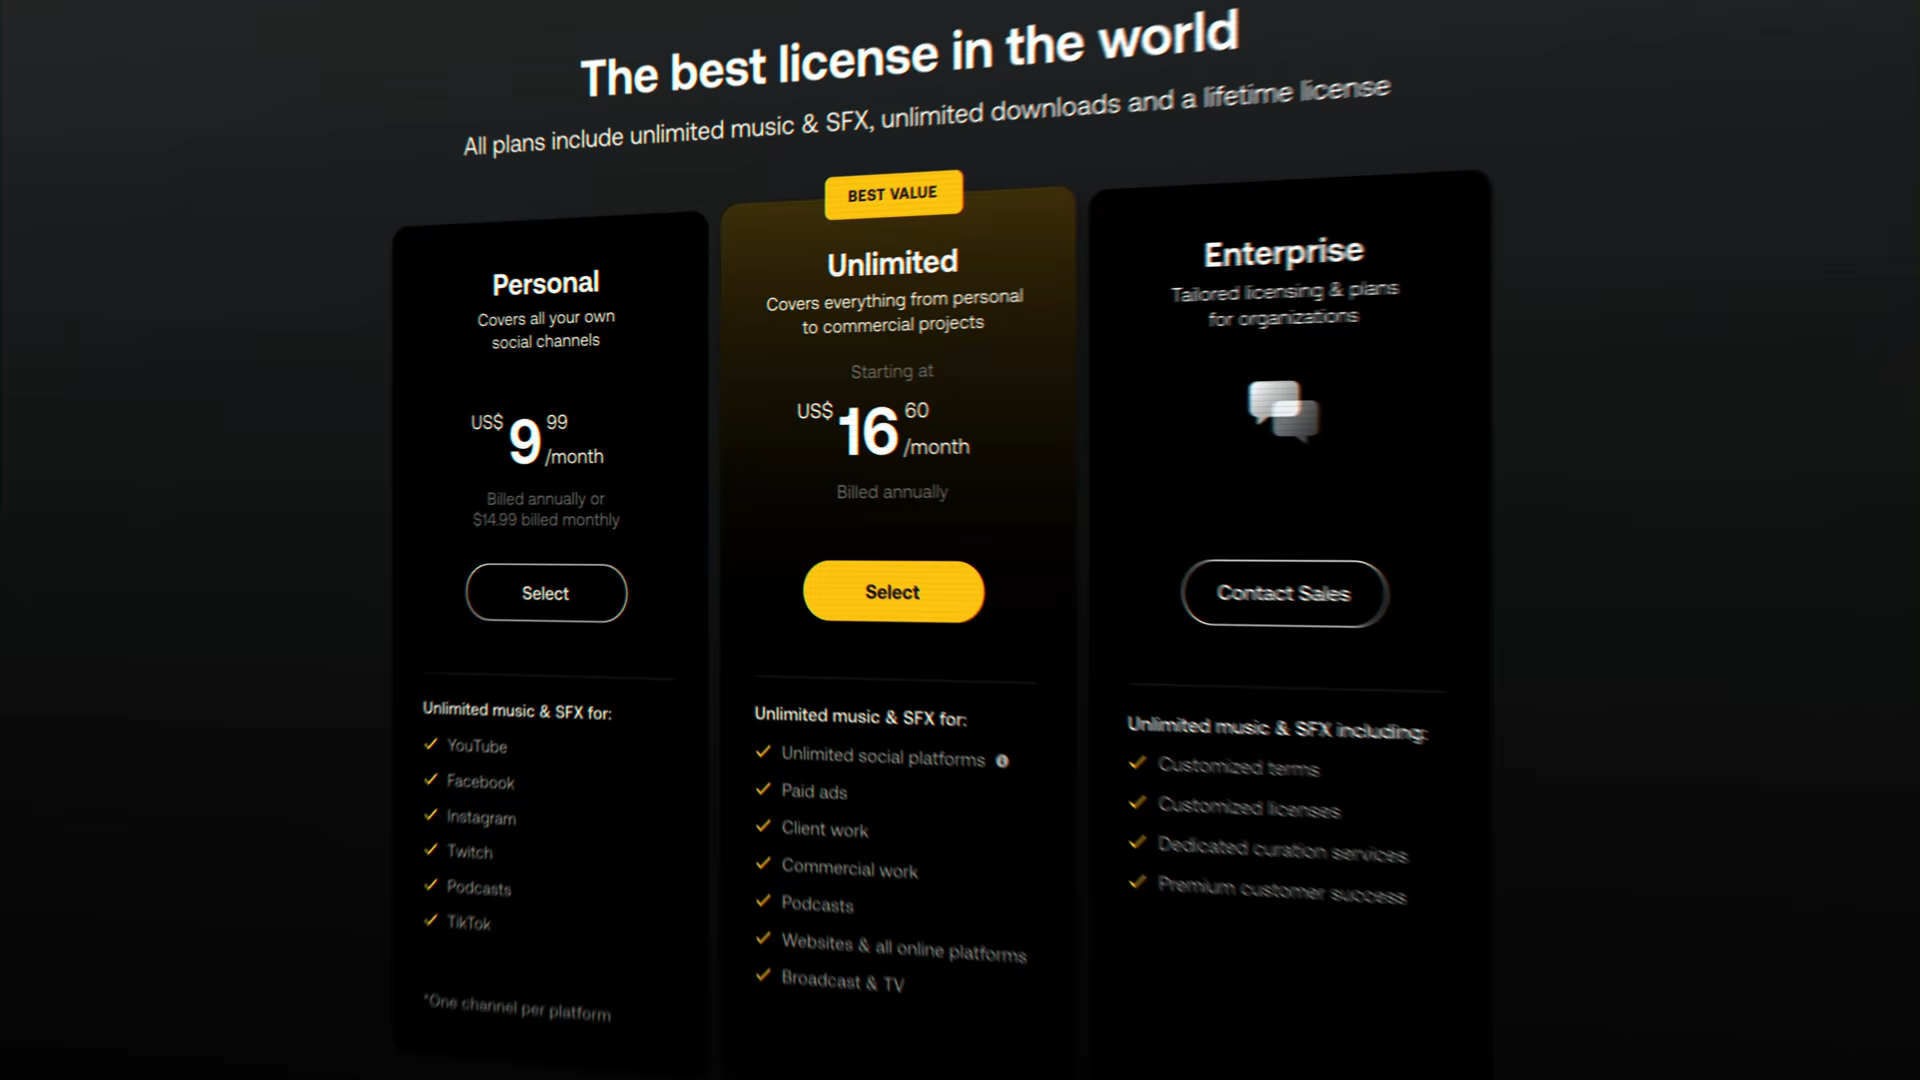 The best license in the world
All plans include unlimited music & SFX, unlimited downloads and a lifetime license
Personal
Covers all your own
social channels
US$ 9 99 /month
Billed annually or
$14.99 billed monthly
Select
Unlimited music & SFX for:
YouTube
Facebook
Instagram
Twitch
Podcasts
TikTok
*One channel per platform
BEST VALUE
Unlimited
Covers everything from personal
to commercial projects
Starting at
US$ 16 60 /month
Billed annually
Select
Unlimited music & SFX for:
Unlimited social platforms
Paid ads
Client work
Commercial work
Podcasts
Websites & all online platforms
Broadcast & TV
Enterprise
Tailored licensing & plans
for organizations
Contact Sales
Unlimited music & SFX including:
Customized terms
Customized licenses
Dedicated curation services
Premium customer success